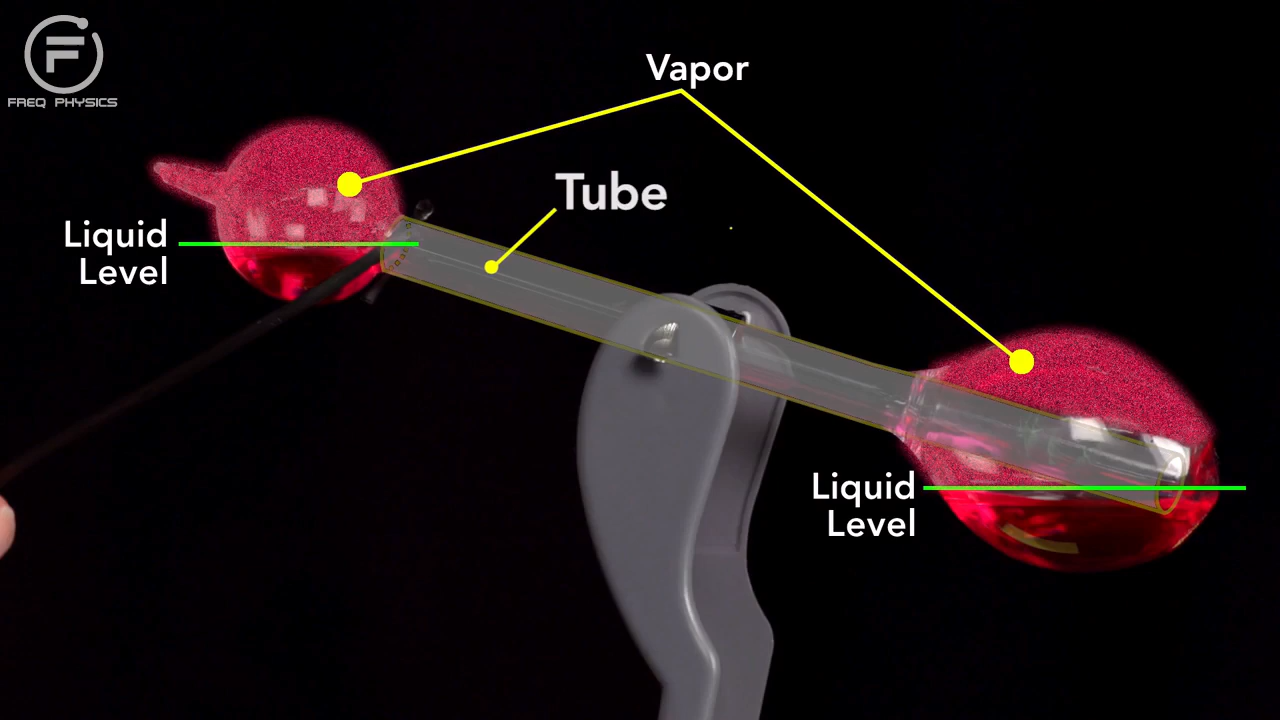 FREQ PHYSICS
Vapor
Tube
Liquid
Level
Liquid
Level